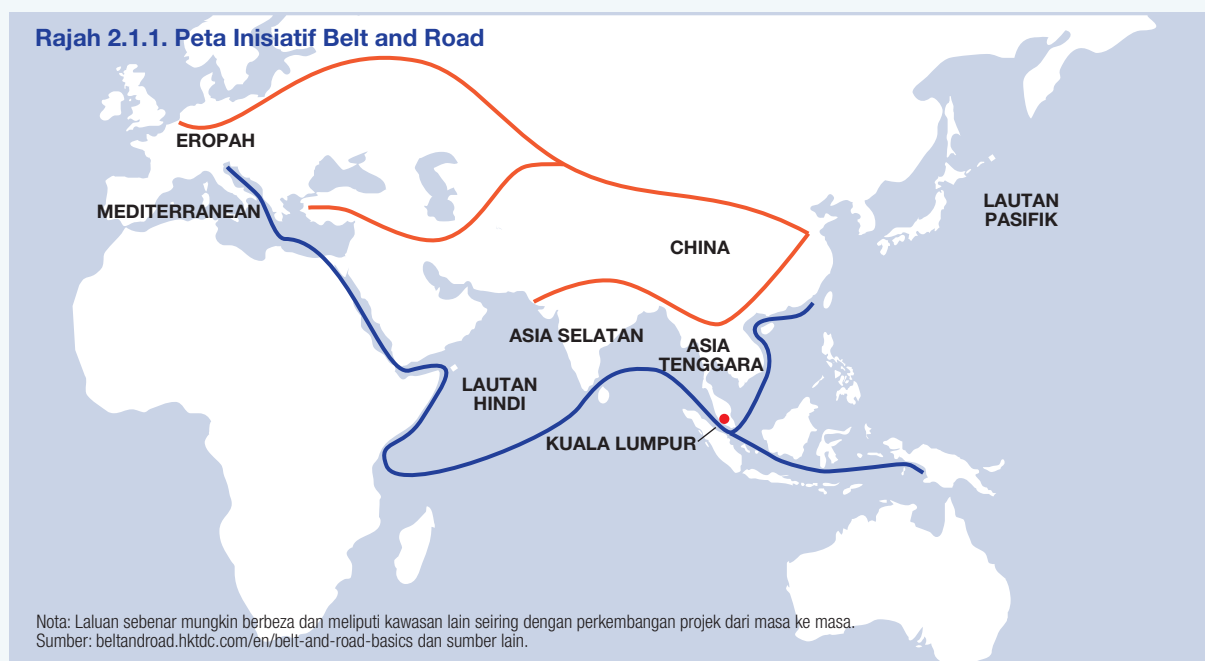 Rajah 2.1.1. Peta Inisiatif Belt and Road
EROPAH
MEDITERRANEAN
LAUTAN
PASIFIK
CHINA
ASIA SELATAN
ASIA
TENGGARA
LAUTAN
HINDI
KUALA LUMPUR
Nota: Laluan sebenar mungkin berbeza dan meliputi kawasan lain seiring dengan perkembangan projek dari masa ke masa.
Sumber: beltandroad.hktdc.com/en/belt-and-road-basics dan sumber lain.